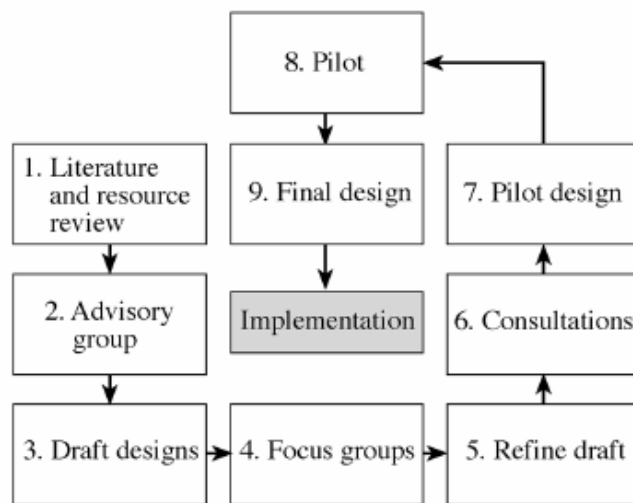 8. Pilot
1. Literature
and resource
review
9. Final design
7. Pilot design
2. Advisory
group
Implementation
6. Consultations
3. Draft designs
4. Focus groups
5. Refine draft